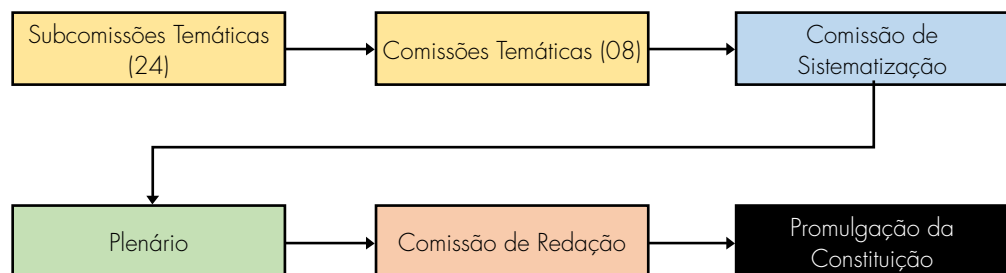 Subcomissões Temáticas
(24)
Comissões Temáticas (08)
Comissão de
Sistematização
Plenário
Comissão de Redação
Promulgação da
Constituição